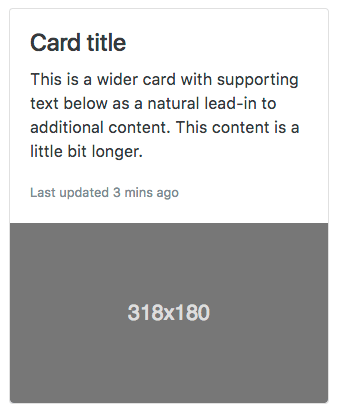 Card title
This is a wider card with supporting
text below as a natural lead-in to
additional content. This content is a
little bit longer.
Last updated 3 mins ago
318x180